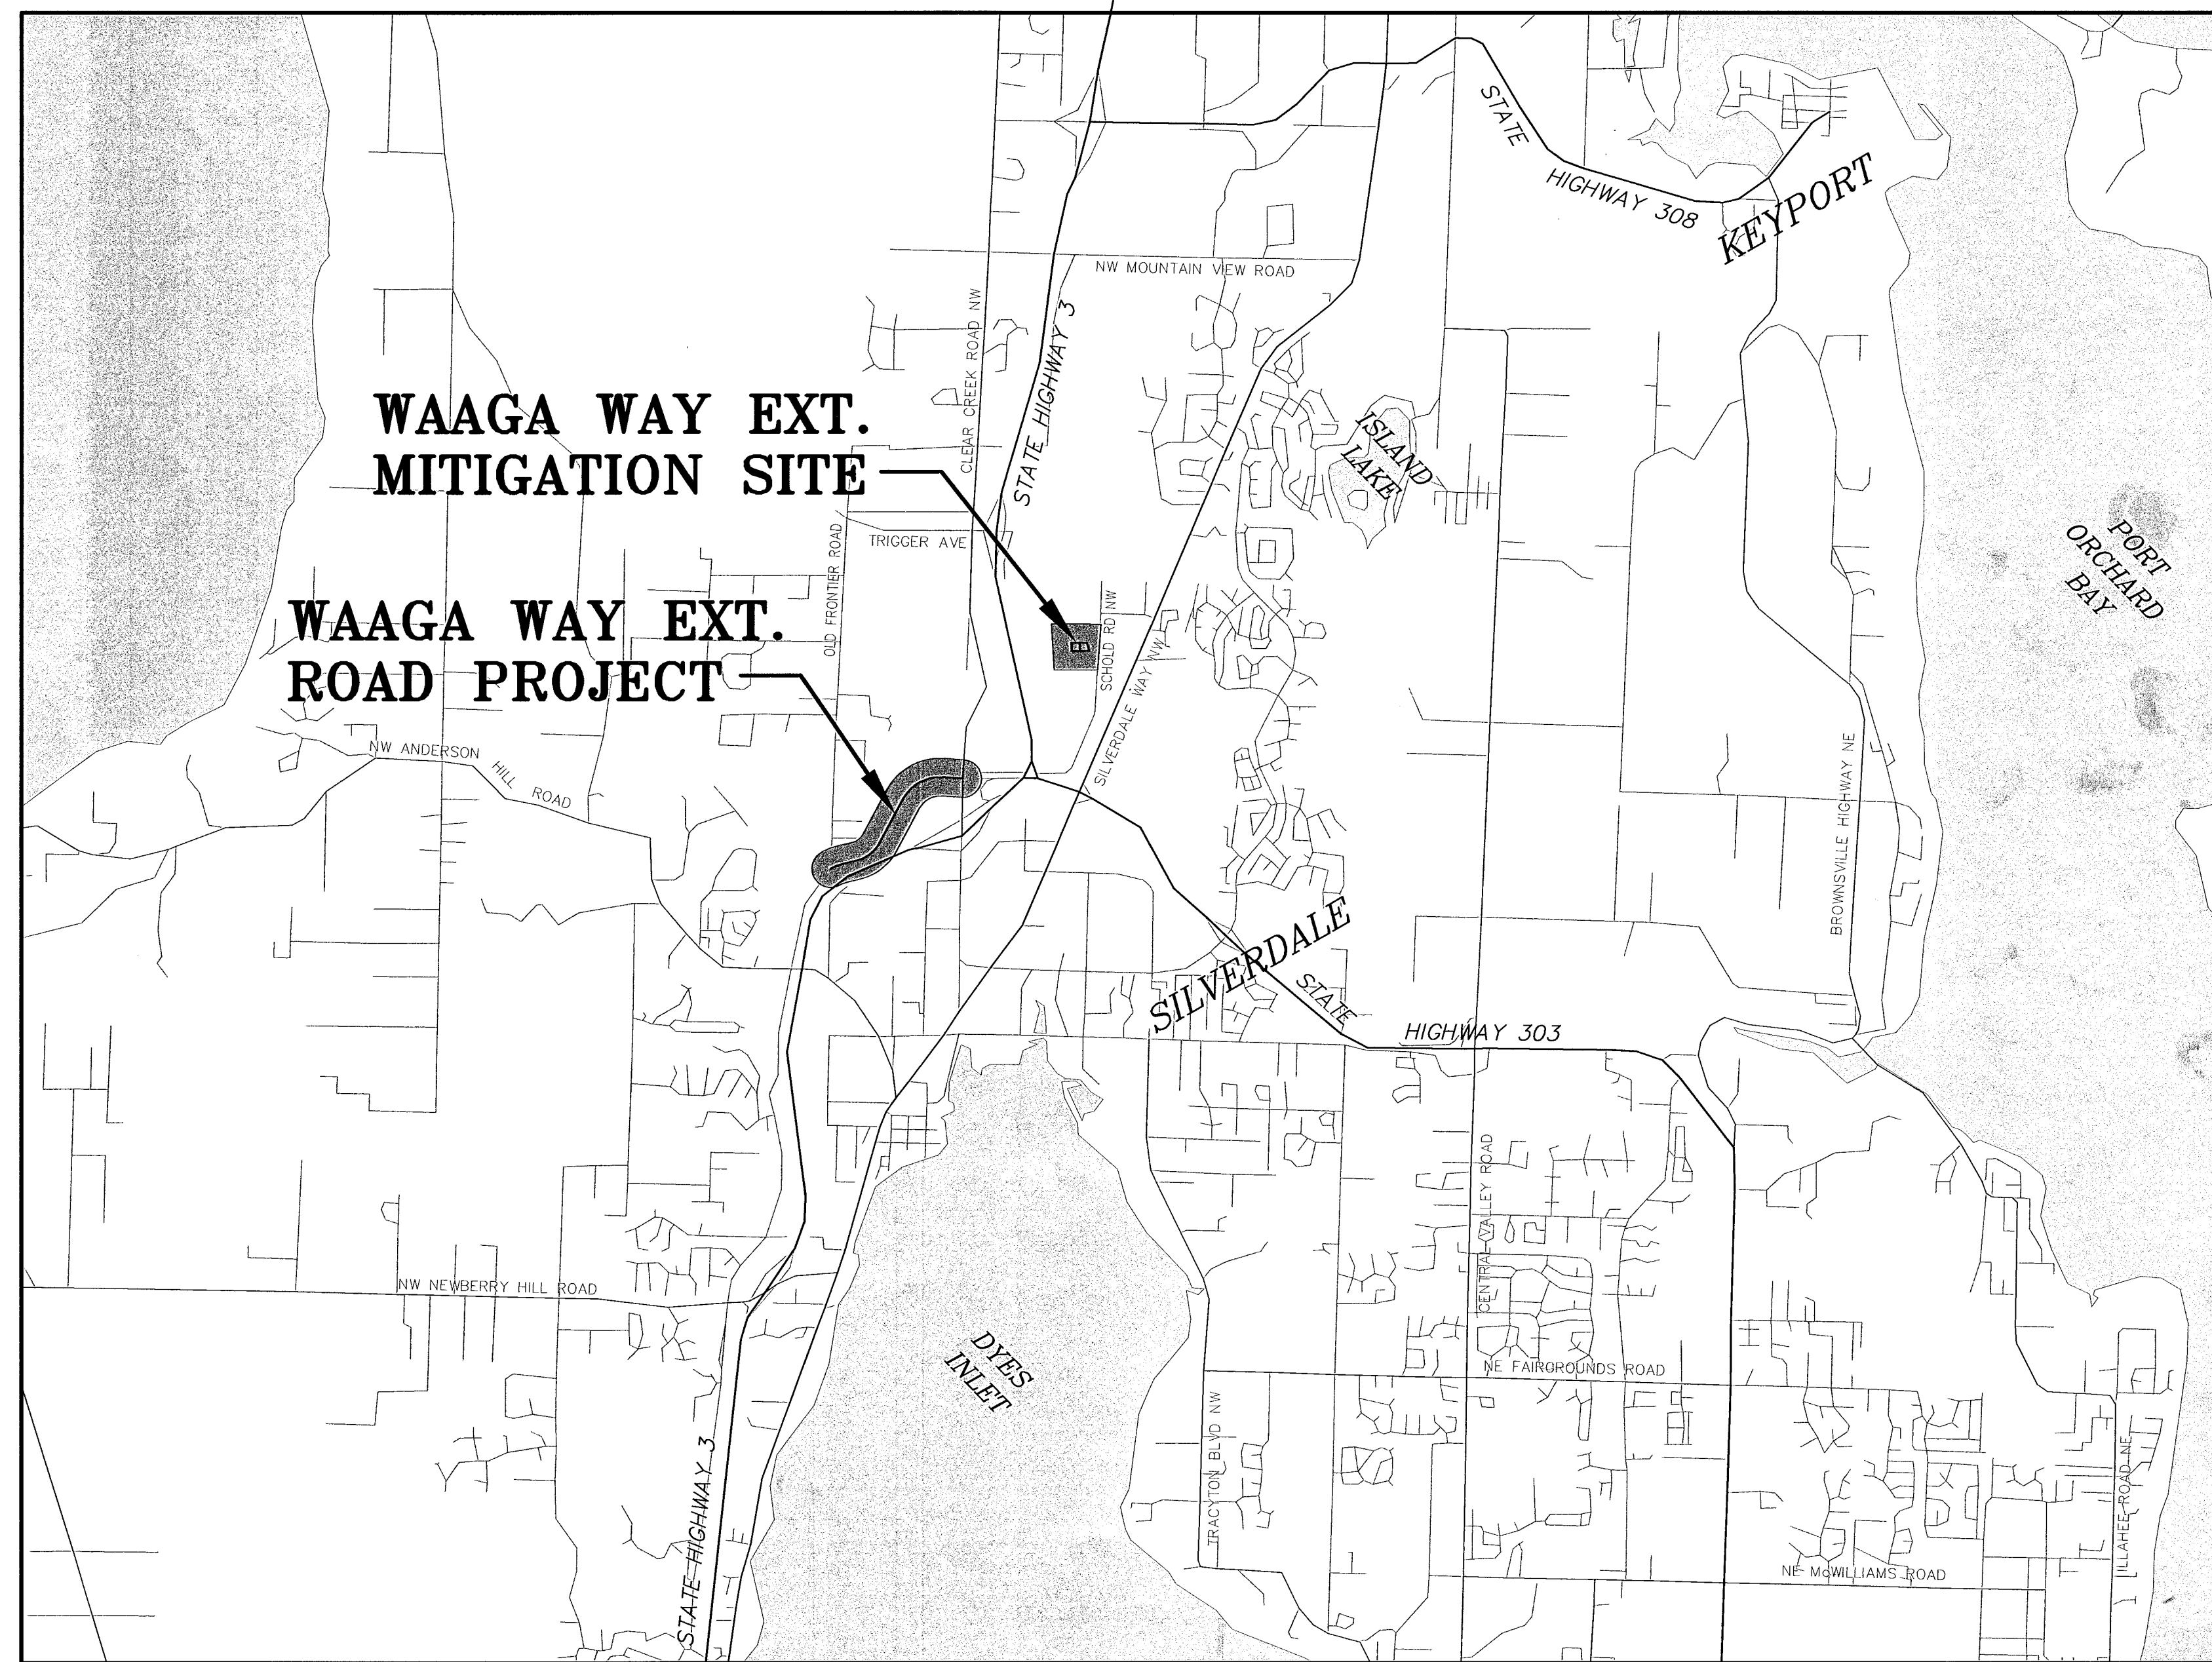 STATE
HIGHWAY 308
KEYPORT
NW MOUNTAIN VIEW ROAD
CLEAR CREEK ROAD NW
STATE HIGHWAY 3
WAAGA WAY EXT.
MITIGATION SITE
ISLAND
LAKE
OLD FRONTIER ROAD
TRIGGER AVE
PORT
ORCHARD
BAY
SCHOLD RD NW
WAAGA WAY EXT.
ROAD PROJECT
SILVERDALE WAY NW
NW ANDERSON
HILL
ROAD
BROWNSVILLE HIGHWAY NE
SILVERDALE
STATE
HIGHWAY 303
CENTRAL VALLEY ROAD
NW NEWBERRY HILL ROAD
DYES
INLET
NE FAIRGROUNDS ROAD
TRACYTON BLVD NW
STATE HIGHWAY 3
ILLAHEE ROAD NE
NE McWILLIAMS ROAD